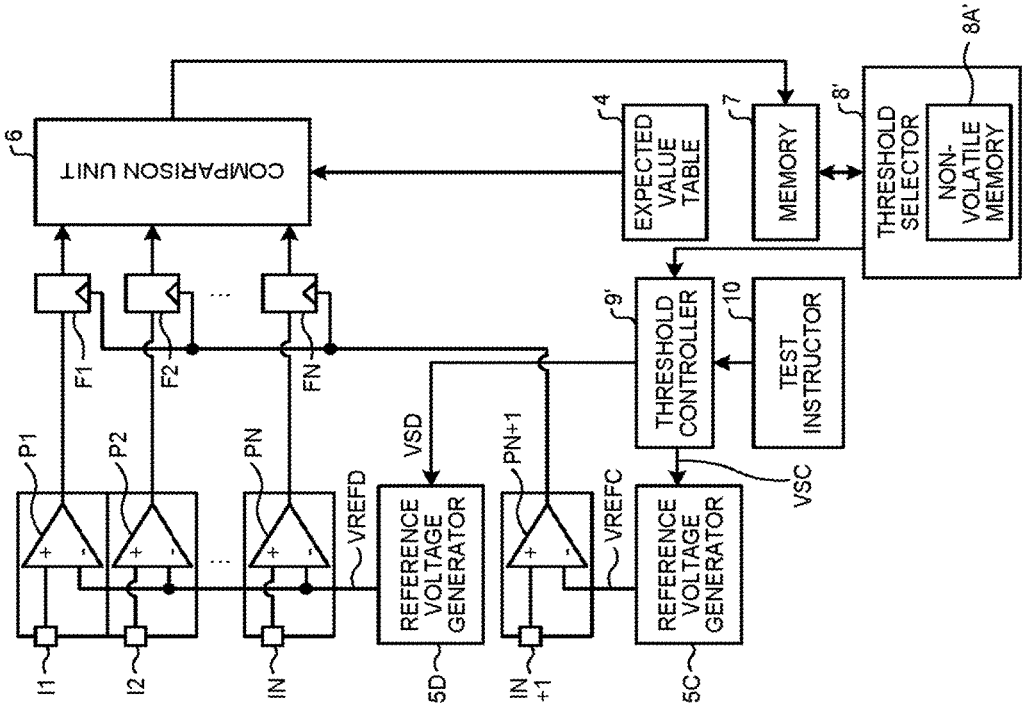 I1
I2
IN
IN
+1
P1
P2
PN
PN+1
+
-
+
-
...
+
-
+
-
VREFD
VREFC
REFERENCE
VOLTAGE
GENERATOR
5D
REFERENCE
VOLTAGE
GENERATOR
5C
VSD
VSC
F1
F2
...
FN
THRESHOLD
CONTROLLER
9'
TEST
INSTRUCTOR
10
COMPARISON UNIT
6
EXPECTED
VALUE
TABLE
4
MEMORY
7
THRESHOLD
SELECTOR
8'
NON-
VOLATILE
MEMORY
8A'